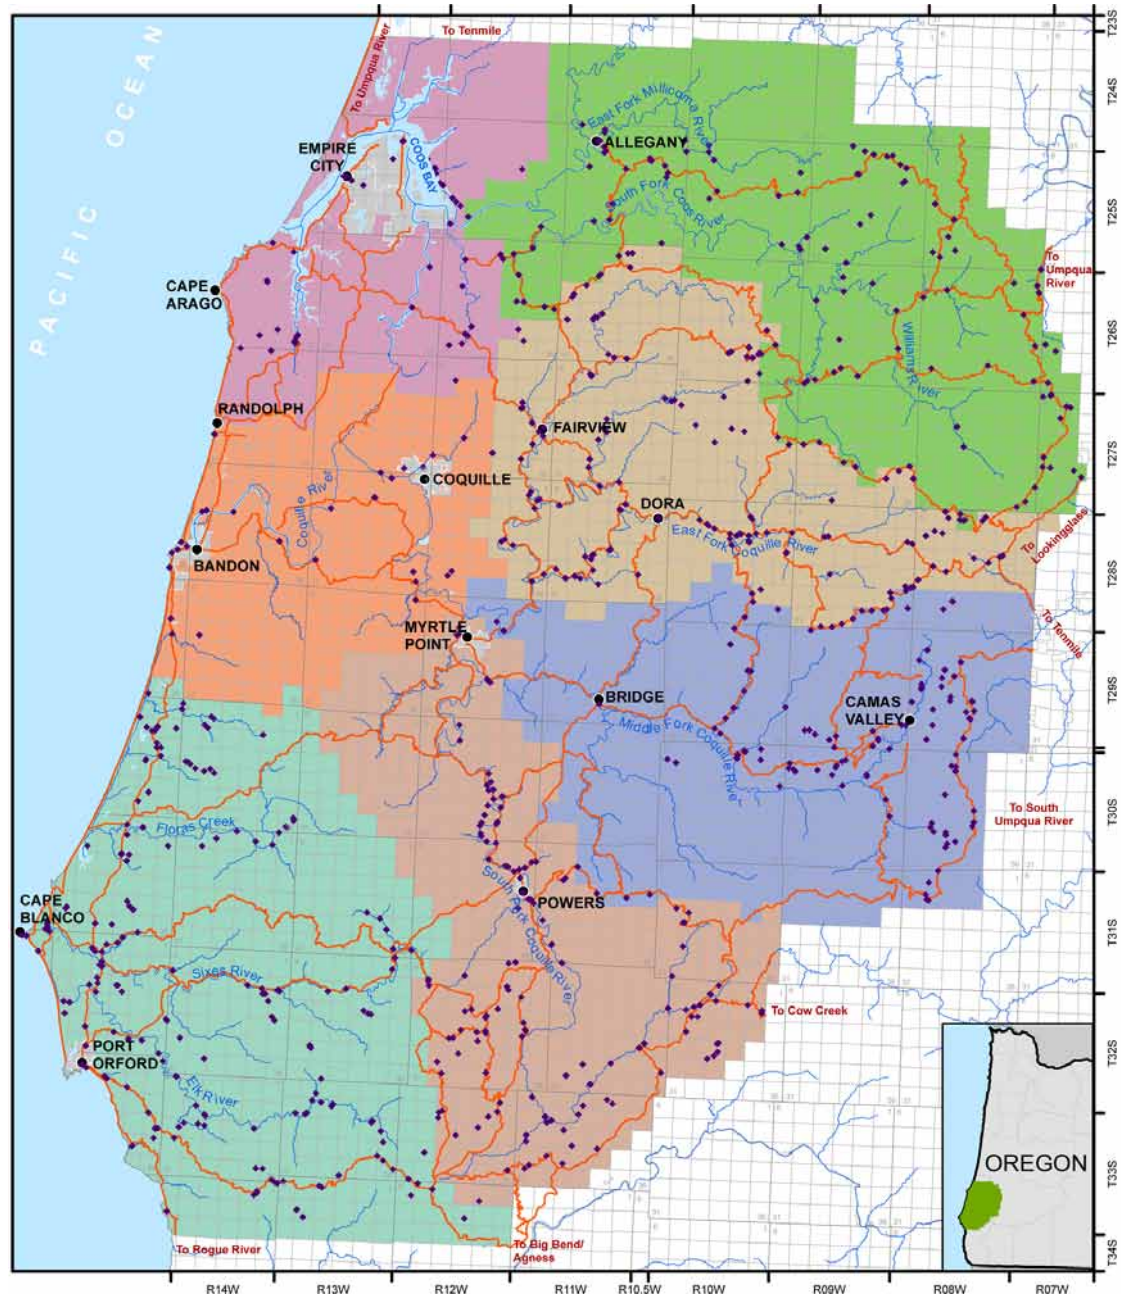 To Tenmile
To Umpqua River
T23S
T24S
PACIFIC OCEAN
East Fork Millicoma River
ALLEGANY
EMPIRE
CITY
COOS BAY
South Fork Coos River
T25S
To
Umpqua
River
CAPE
ARAGO
T26S
Williams River
RANDOLPH
FAIRVIEW
T27S
COQUILLE
DORA
East Fork Coquille River
To Lookingglass
BANDON
T28S
MYRTLE
POINT
To Tenmile
T29S
BRIDGE
CAMAS
VALLEY
Middle Fork Coquille River
To South
Umpqua River
T30S
Floras Creek
South Fork Coquille River
CAPE
BLANCO
POWERS
T31S
Sixes River
To Cow Creek
PORT
ORFORD
T32S
Elk River
OREGON
T33S
To Rogue River
To Big Bend/
Agness
T34S
R14W
R13W
R12W
R11W
R10.5W
R10W
R09W
R08W
R07W